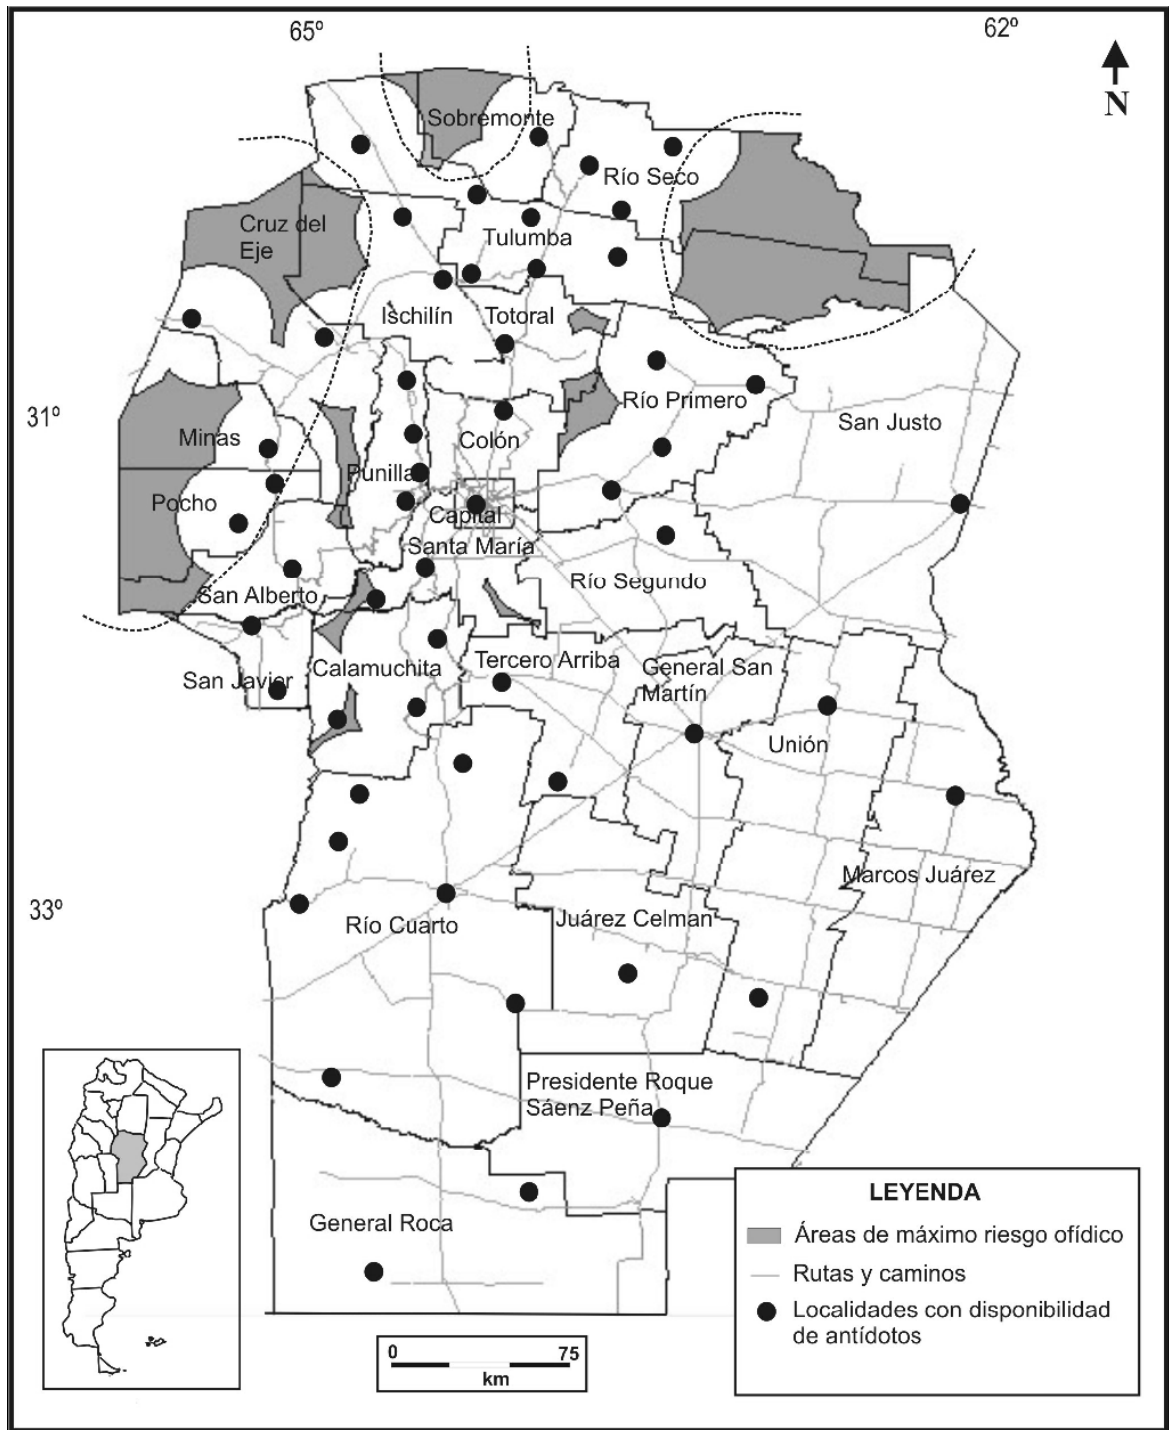 65º
62º
N
Sobremonte
Río Seco
Cruz del
Eje
Tulumba
Ischilín
Totoral
31º
Río Primero
San Justo
Minas
Colón
Punilla
Pocho
Capital
Santa María
Río Segundo
San Alberto
Tercero Arriba
General San
Martín
Calamuchita
San Javier
Unión
Marcos Juárez
33º
Río Cuarto
Juárez Celman
Presidente Roque
Sáenz Peña
General Roca
LEYENDA
Áreas de máximo riesgo ofídico
Rutas y caminos
Localidades con disponibilidad
de antídotos
0 75
km